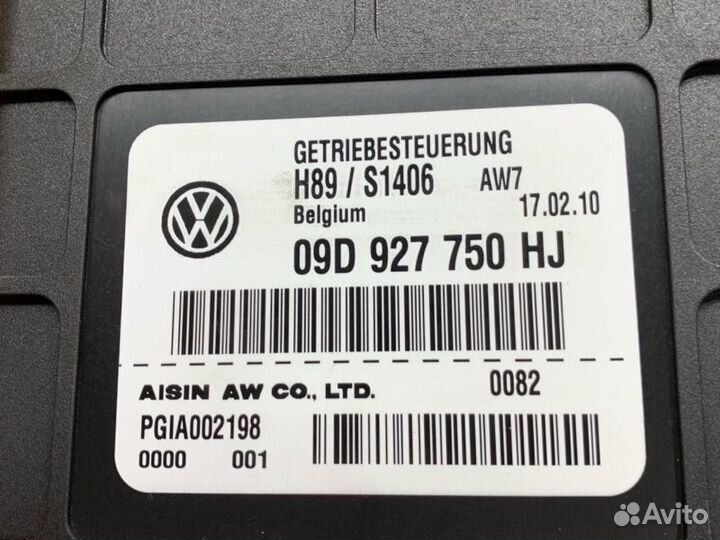 GETRIEBESTEUERUNG
H89 / S1406 AW7
Belgium 17.02.10
09D 927 750 HJ
AISIN AW CO., LTD. 0082
PGIA002198
0000 001
Avito